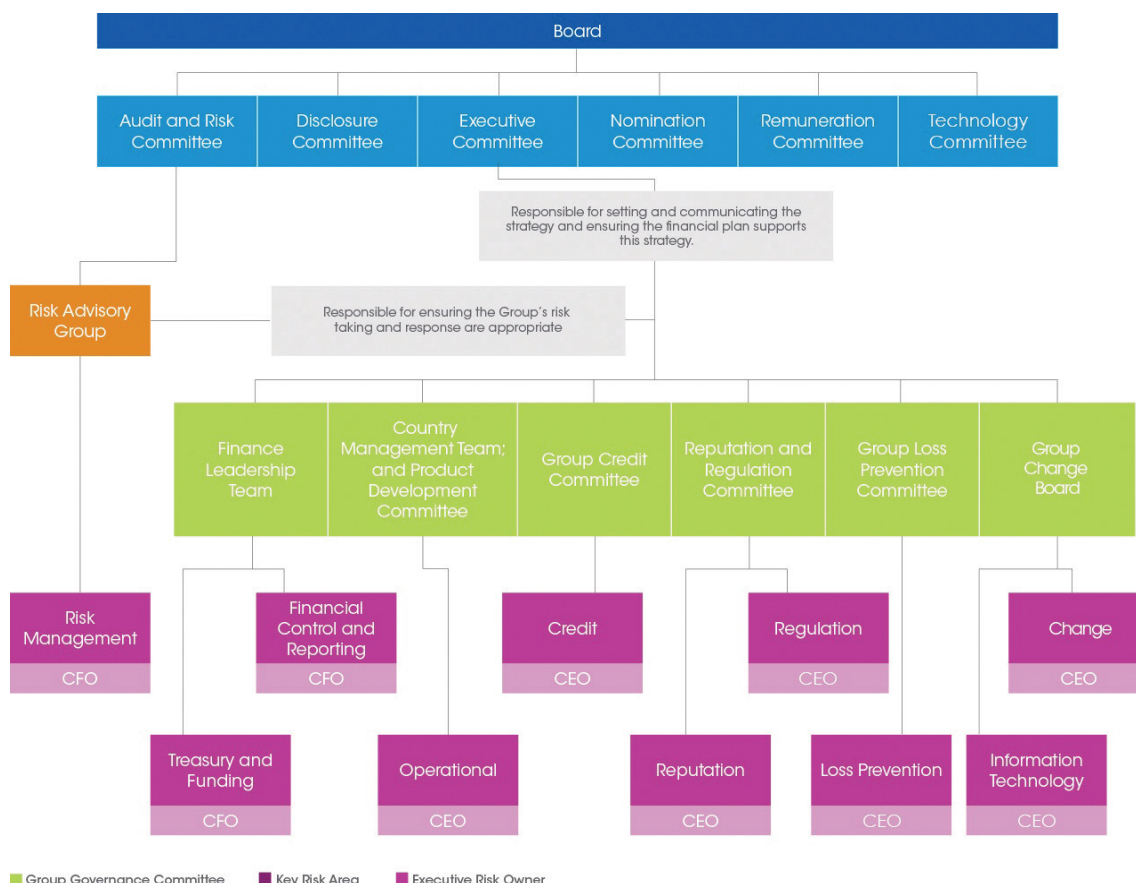 Board
Audit and Risk
Committee
Disclosure
Committee
Executive
Committee
Nomination
Committee
Remuneration
Committee
Technology
Committee
Responsible for setting and communicating the
strategy and ensuring the financial plan supports
this strategy.
Risk Advisory
Group
Responsible for ensuring the Group's risk
taking and response are appropriate
Finance
Leadership
Team
Country
Management Team;
and Product
Development
Committee
Group Credit
Committee
Reputation and
Regulation
Committee
Group Loss
Prevention
Committee
Group
Change
Board
Risk
Management
CFO
Financial
Control and
Reporting
CFO
Credit
CEO
Regulation
CEO
Change
CEO
Treasury and
Funding
CFO
Operational
CEO
Reputation
CEO
Loss Prevention
CEO
Information
Technology
CEO
Group Governance Committee
Key Risk Area
Executive Risk Owner